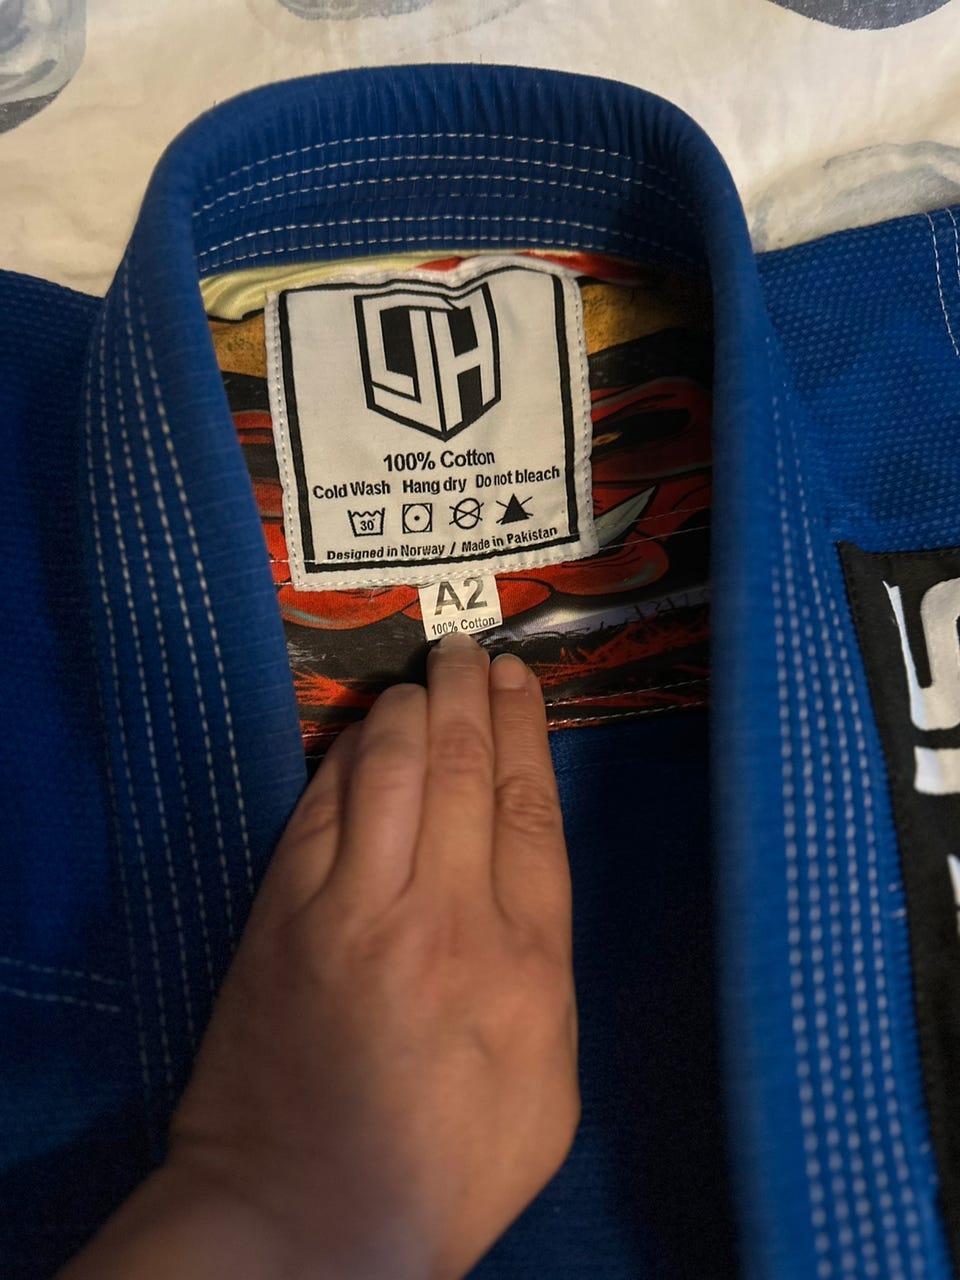 JH
100% Cotton
Cold Wash Hang dry Do not bleach
30
Designed in Norway / Made in Pakistan
A2
100% Cotton